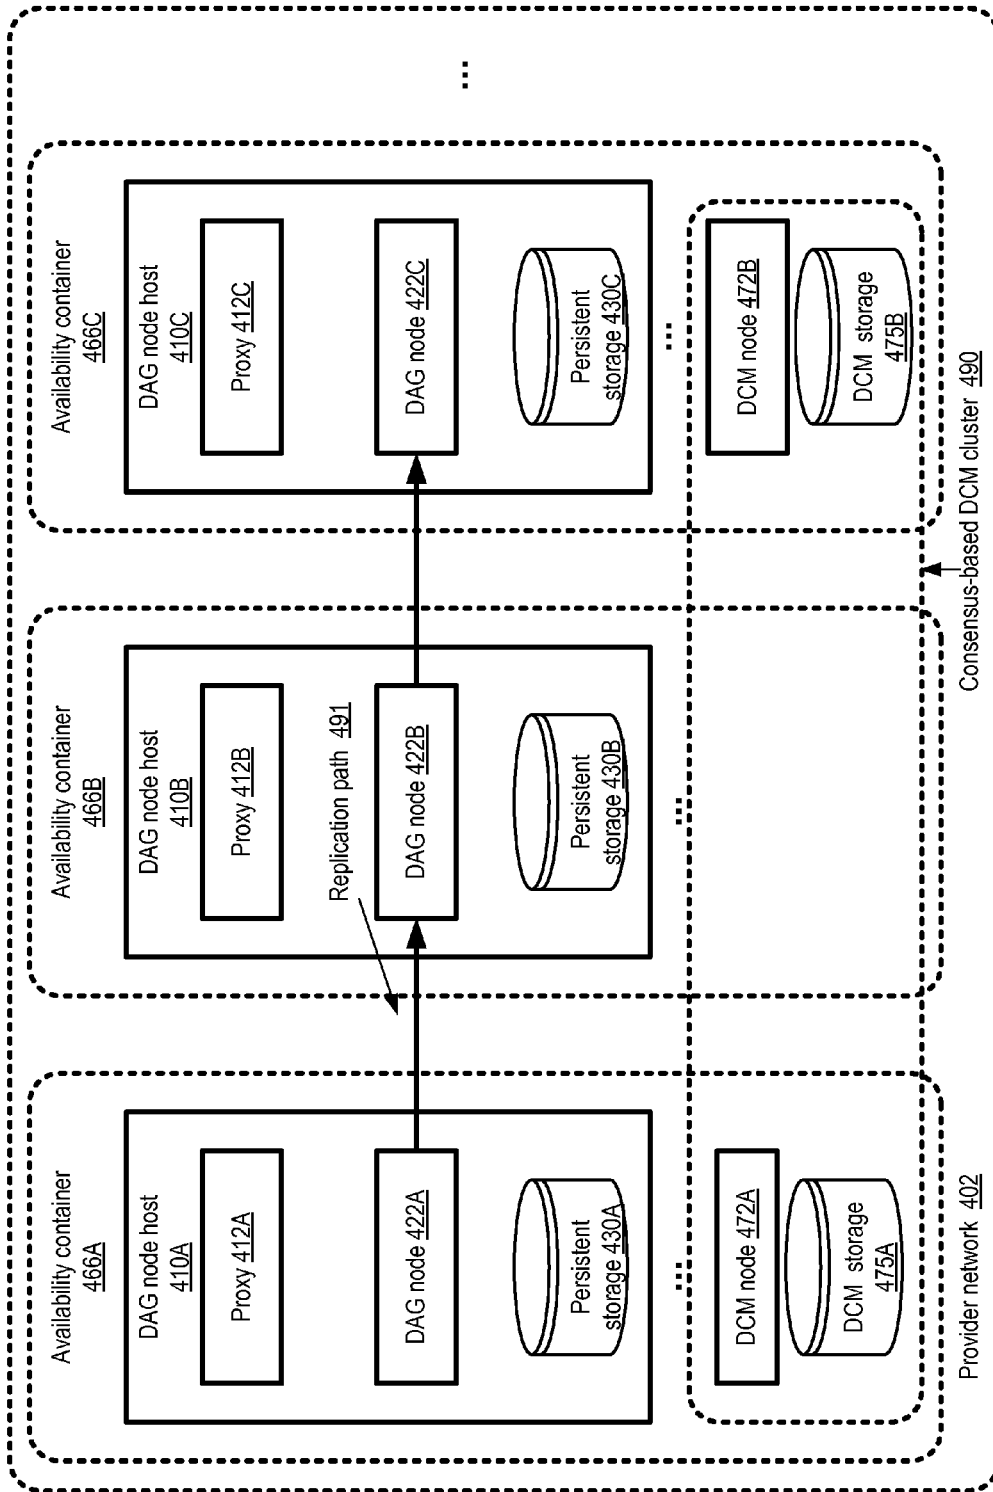 Availability container
466A
DAG node host
410A
Proxy 412A
DAG node 422A
Persistent
storage 430A
...
DCM node 472A
DCM storage
475A
Availability container
466B
DAG node host
410B
Proxy 412B
Replication path 491
DAG node 422B
Persistent
storage 430B
...
Availability container
466C
DAG node host
410C
Proxy 412C
DAG node 422C
Persistent
storage 430C
...
DCM node 472B
DCM storage
475B
...
Provider network 402
Consensus-based DCM cluster 490